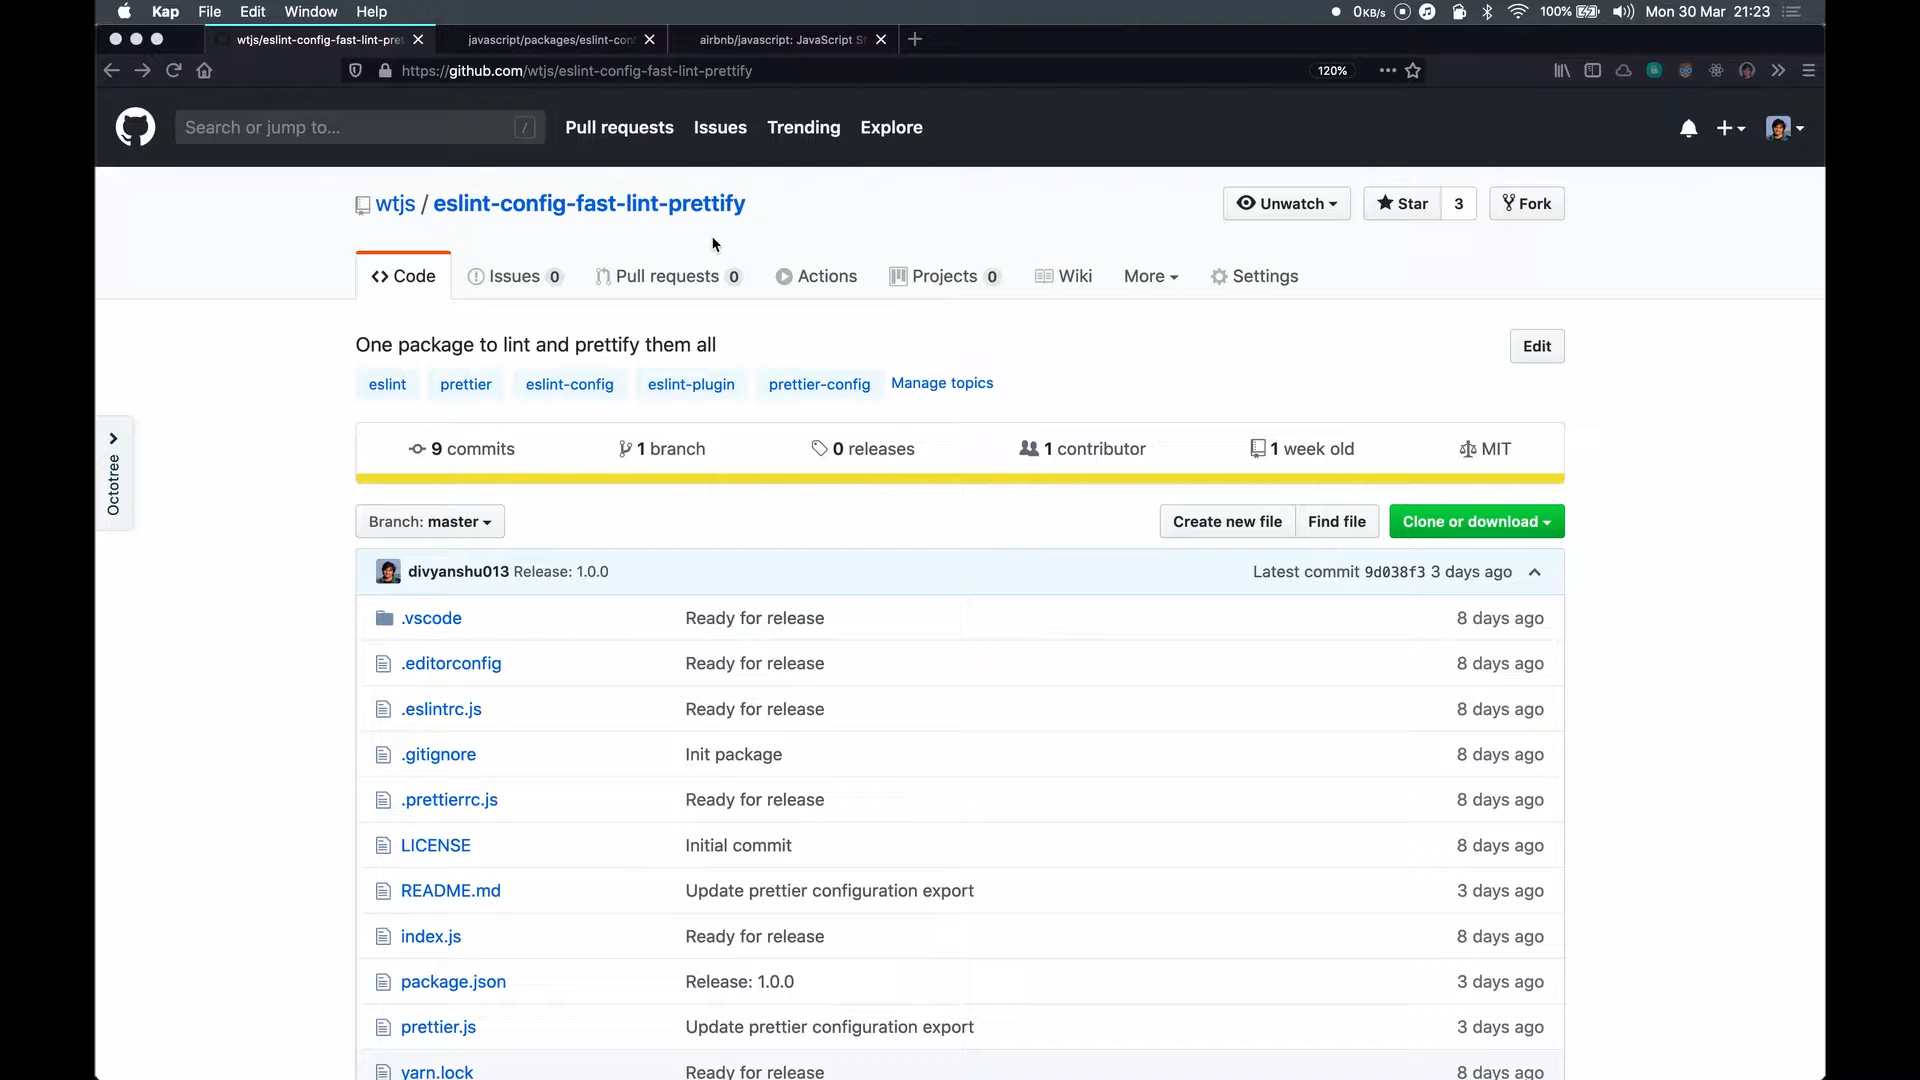 Kap File Edit Window Help 0KB/s 100% Mon 30 Mar 21:23
wtjs/eslint-config-fast-lint-pret javascript/packages/eslint-con airbnb/javascript: JavaScript S
https://github.com/wtjs/eslint-config-fast-lint-prettify 120%
Search or jump to... / Pull requests Issues Trending Explore
wtjs / eslint-config-fast-lint-prettify Unwatch Star 3 Fork
Code Issues 0 Pull requests 0 Actions Projects 0 Wiki More Settings
One package to lint and prettify them all Edit
eslint prettier eslint-config eslint-plugin prettier-config Manage topics
9 commits 1 branch 0 releases 1 contributor 1 week old MIT
Octotree
Branch: master Create new file Find file Clone or download
divyanshu013 Release: 1.0.0 Latest commit 9d038f3 3 days ago
.vscode Ready for release 8 days ago
.editorconfig Ready for release 8 days ago
.eslintrc.js Ready for release 8 days ago
.gitignore Init package 8 days ago
.prettierrc.js Ready for release 8 days ago
LICENSE Initial commit 8 days ago
README.md Update prettier configuration export 3 days ago
index.js Ready for release 8 days ago
package.json Release: 1.0.0 3 days ago
prettier.js Update prettier configuration export 3 days ago
yarn.lock Ready for release 8 days ago